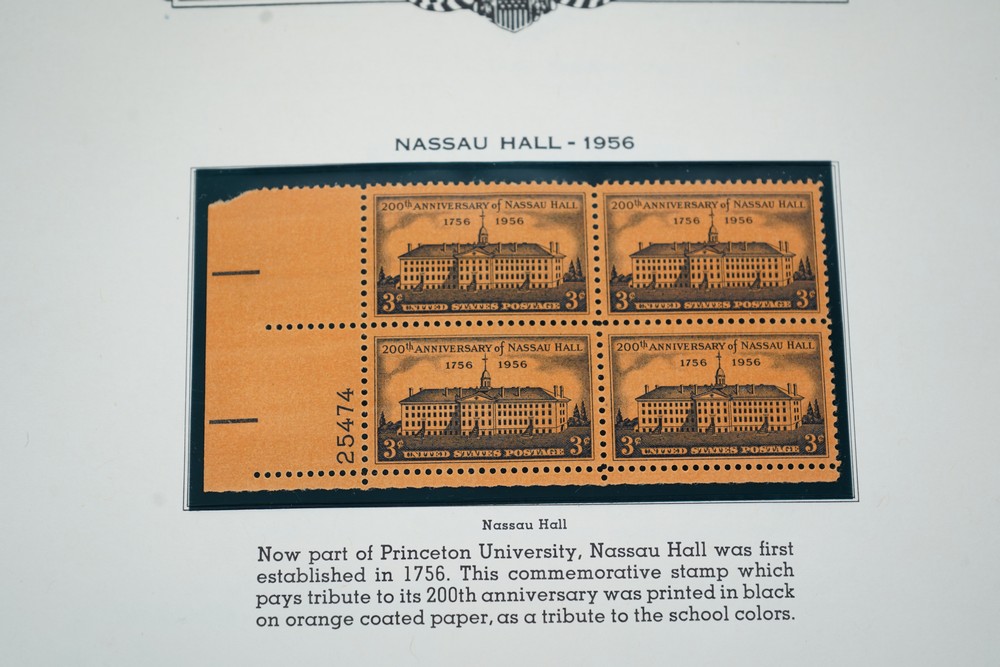 NASSAU HALL - 1956
200th ANNIVERSARY of NASSAU HALL
1756 1956
3¢ UNITED STATES POSTAGE 3¢
200th ANNIVERSARY of NASSAU HALL
1756 1956
3¢ UNITED STATES POSTAGE 3¢
200th ANNIVERSARY of NASSAU HALL
1756 1956
3¢ UNITED STATES POSTAGE 3¢
200th ANNIVERSARY of NASSAU HALL
1756 1956
3¢ UNITED STATES POSTAGE 3¢
25474
Nassau Hall
Now part of Princeton University, Nassau Hall was first
established in 1756. This commemorative stamp which
pays tribute to its 200th anniversary was printed in black
on orange coated paper, as a tribute to the school colors.